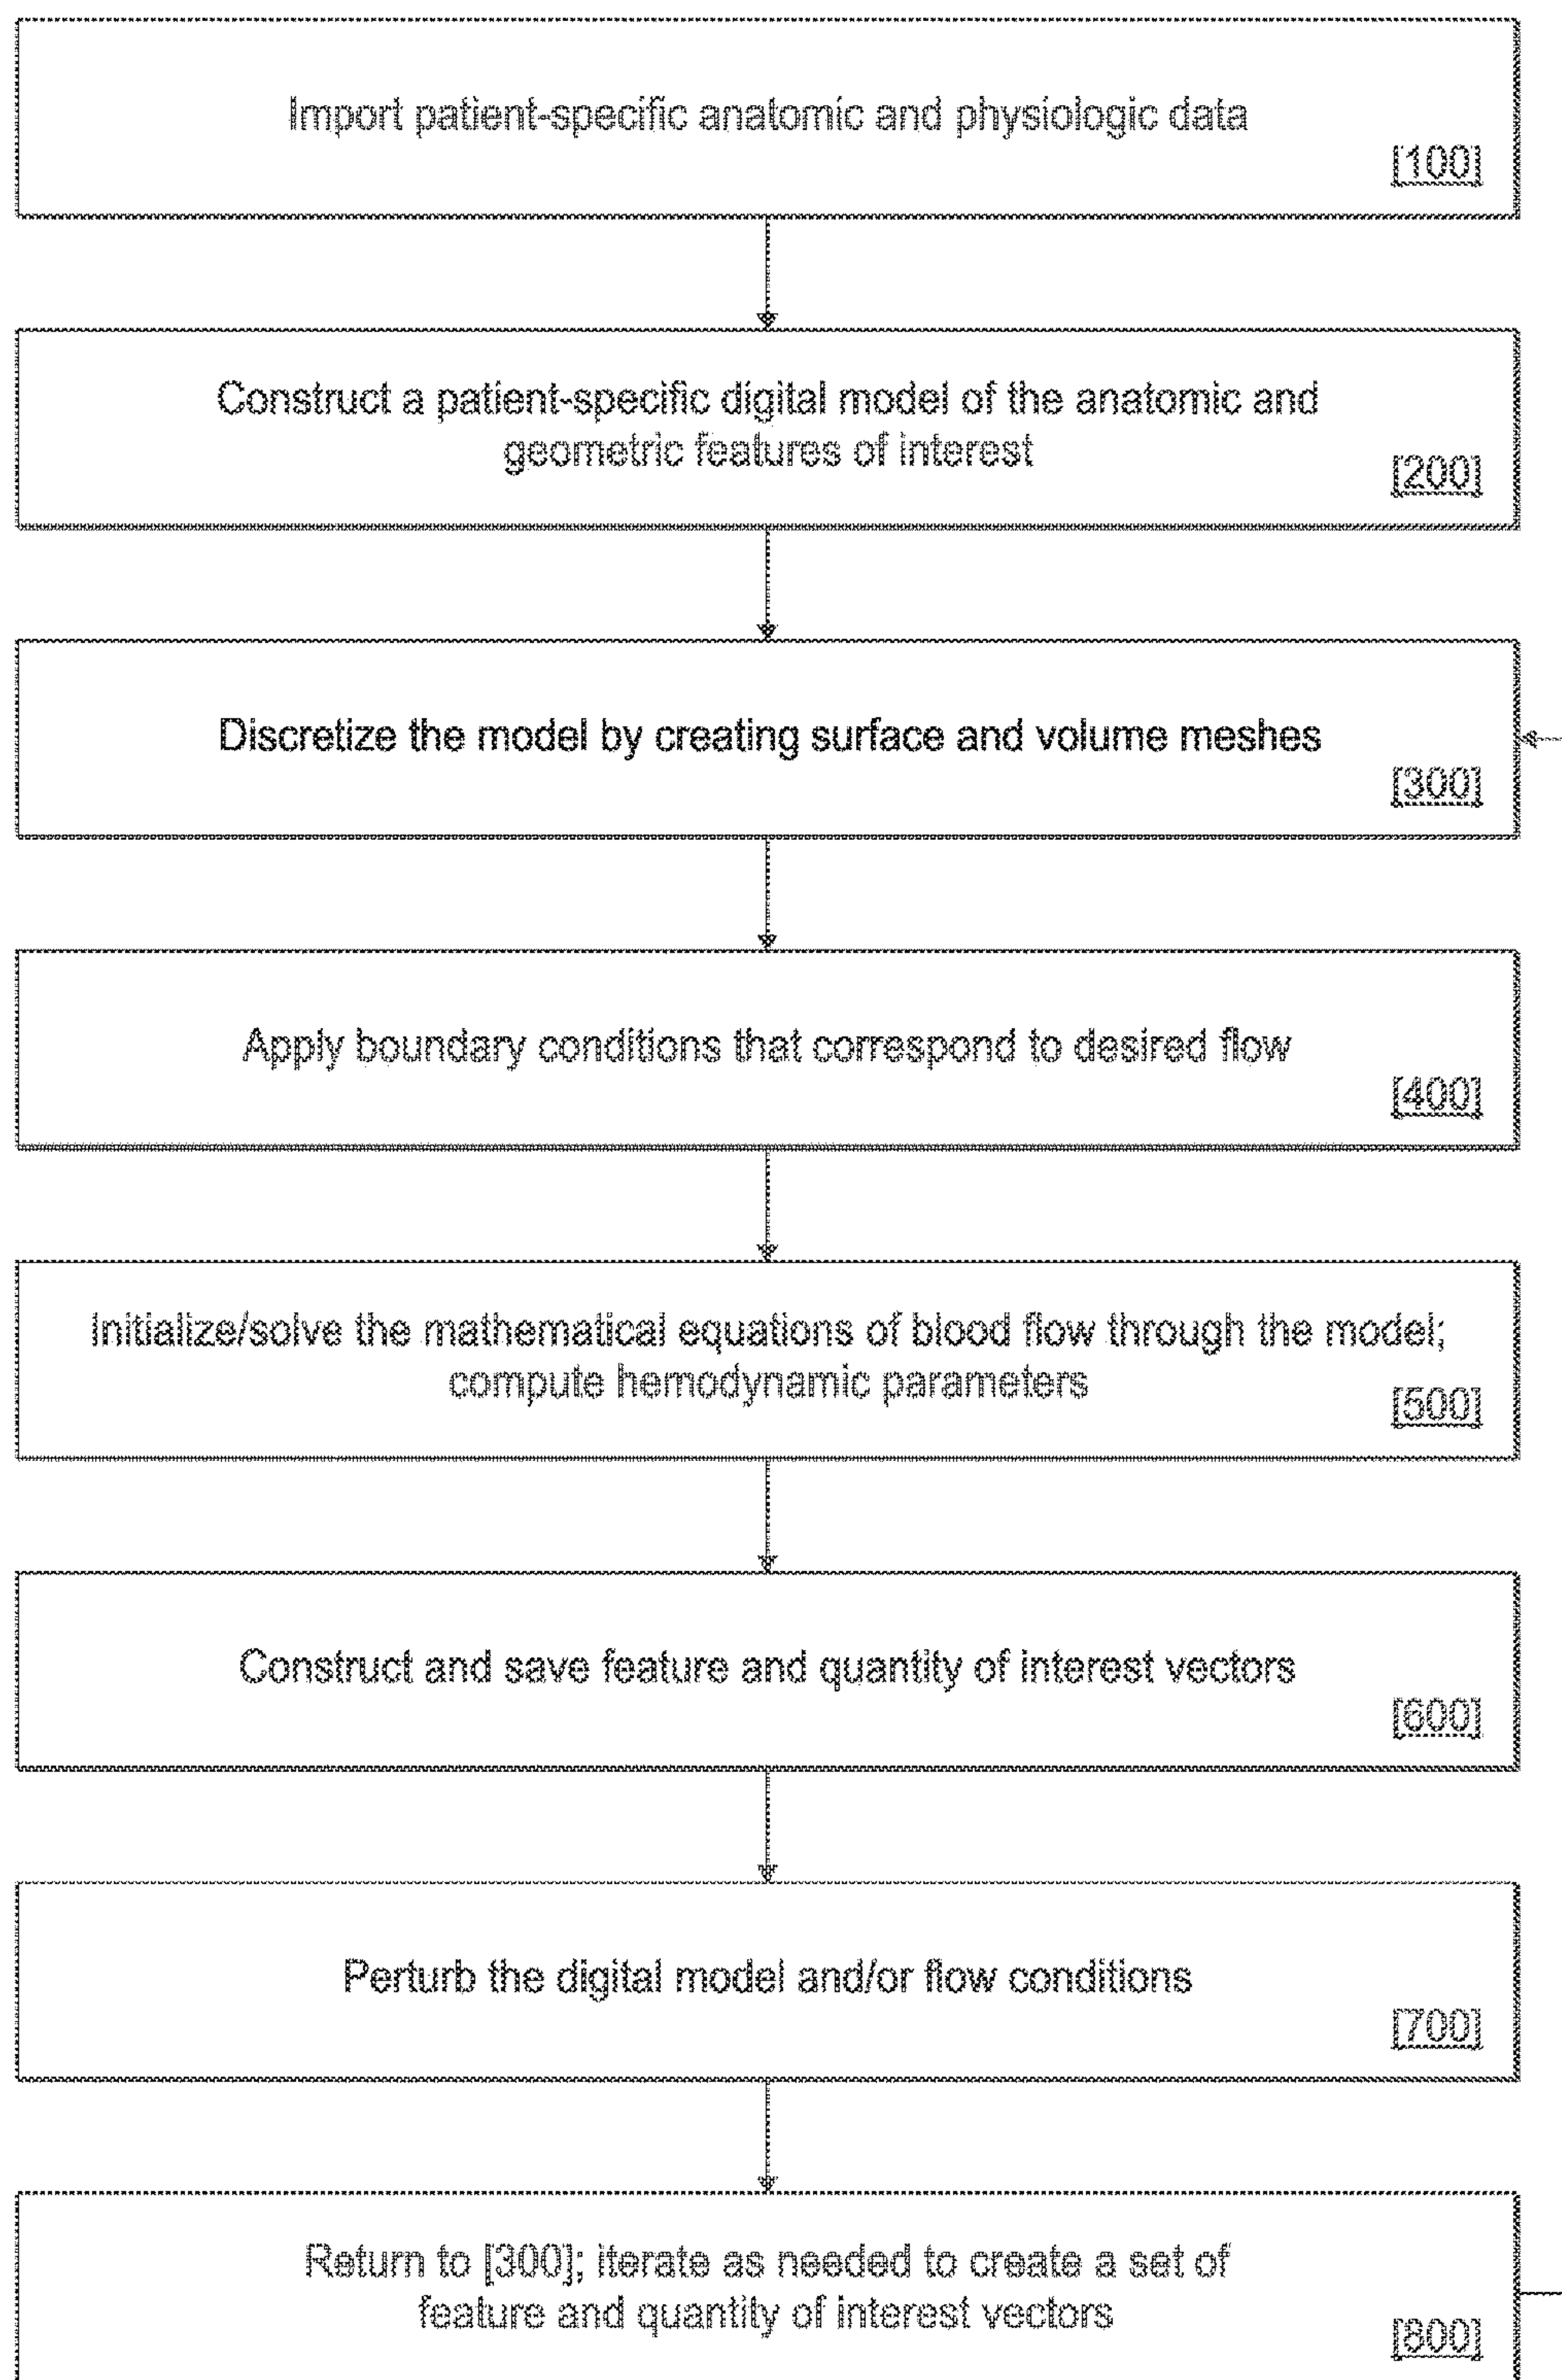 Import patient-specific anatomic and physiologic data
[100]
Construct a patient-specific digital model of the anatomic and
geometric features of interest
[200]
Discretize the model by creating surface and volume meshes
[300]
Apply boundary conditions that correspond to desired flow
[400]
Initialize/solve the mathematical equations of blood flow through the model;
compute hemodynamic parameters
[500]
Construct and save feature and quantity of interest vectors
[600]
Perturb the digital model and/or flow conditions
[700]
Return to [300]; iterate as needed to create a set of
feature and quantity of interest vectors
[800]